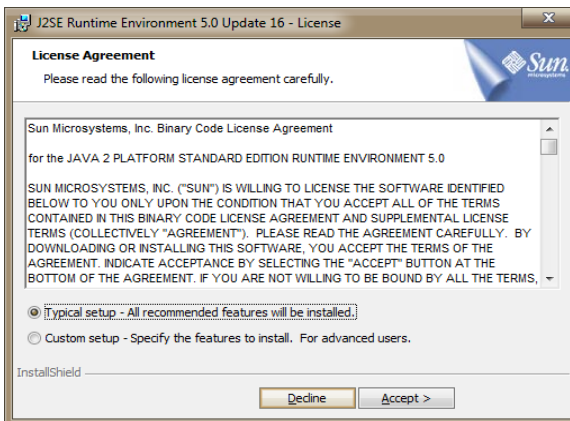 J2SE Runtime Environment 5.0 Update 16 - License
License Agreement
Please read the following license agreement carefully.
Sun
microsystems
Sun Microsystems, Inc. Binary Code License Agreement
for the JAVA 2 PLATFORM STANDARD EDITION RUNTIME ENVIRONMENT 5.0
SUN MICROSYSTEMS, INC. ("SUN") IS WILLING TO LICENSE THE SOFTWARE IDENTIFIED
BELOW TO YOU ONLY UPON THE CONDITION THAT YOU ACCEPT ALL OF THE TERMS
CONTAINED IN THIS BINARY CODE LICENSE AGREEMENT AND SUPPLEMENTAL LICENSE
TERMS (COLLECTIVELY "AGREEMENT").  PLEASE READ THE AGREEMENT CAREFULLY.  BY
DOWNLOADING OR INSTALLING THIS SOFTWARE, YOU ACCEPT THE TERMS OF THE
AGREEMENT. INDICATE ACCEPTANCE BY SELECTING THE "ACCEPT" BUTTON AT THE
BOTTOM OF THE AGREEMENT. IF YOU ARE NOT WILLING TO BE BOUND BY ALL THE TERMS,
Typical setup - All recommended features will be installed.
Custom setup - Specify the features to install.  For advanced users.
InstallShield
Decline
Accept >